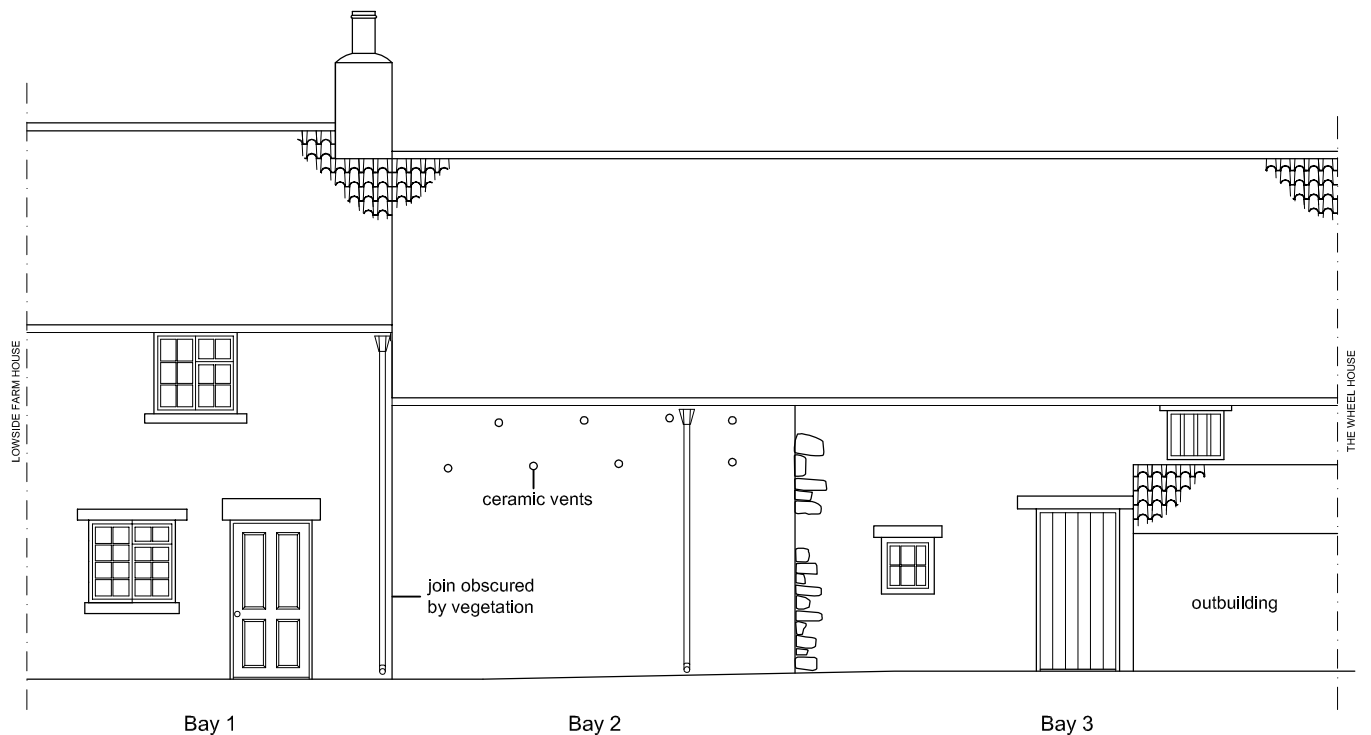 LOWSIDE FARM HOUSE
ceramic vents
join obscured
by vegetation
outbuilding
THE WHEEL HOUSE
Bay 1
Bay 2
Bay 3